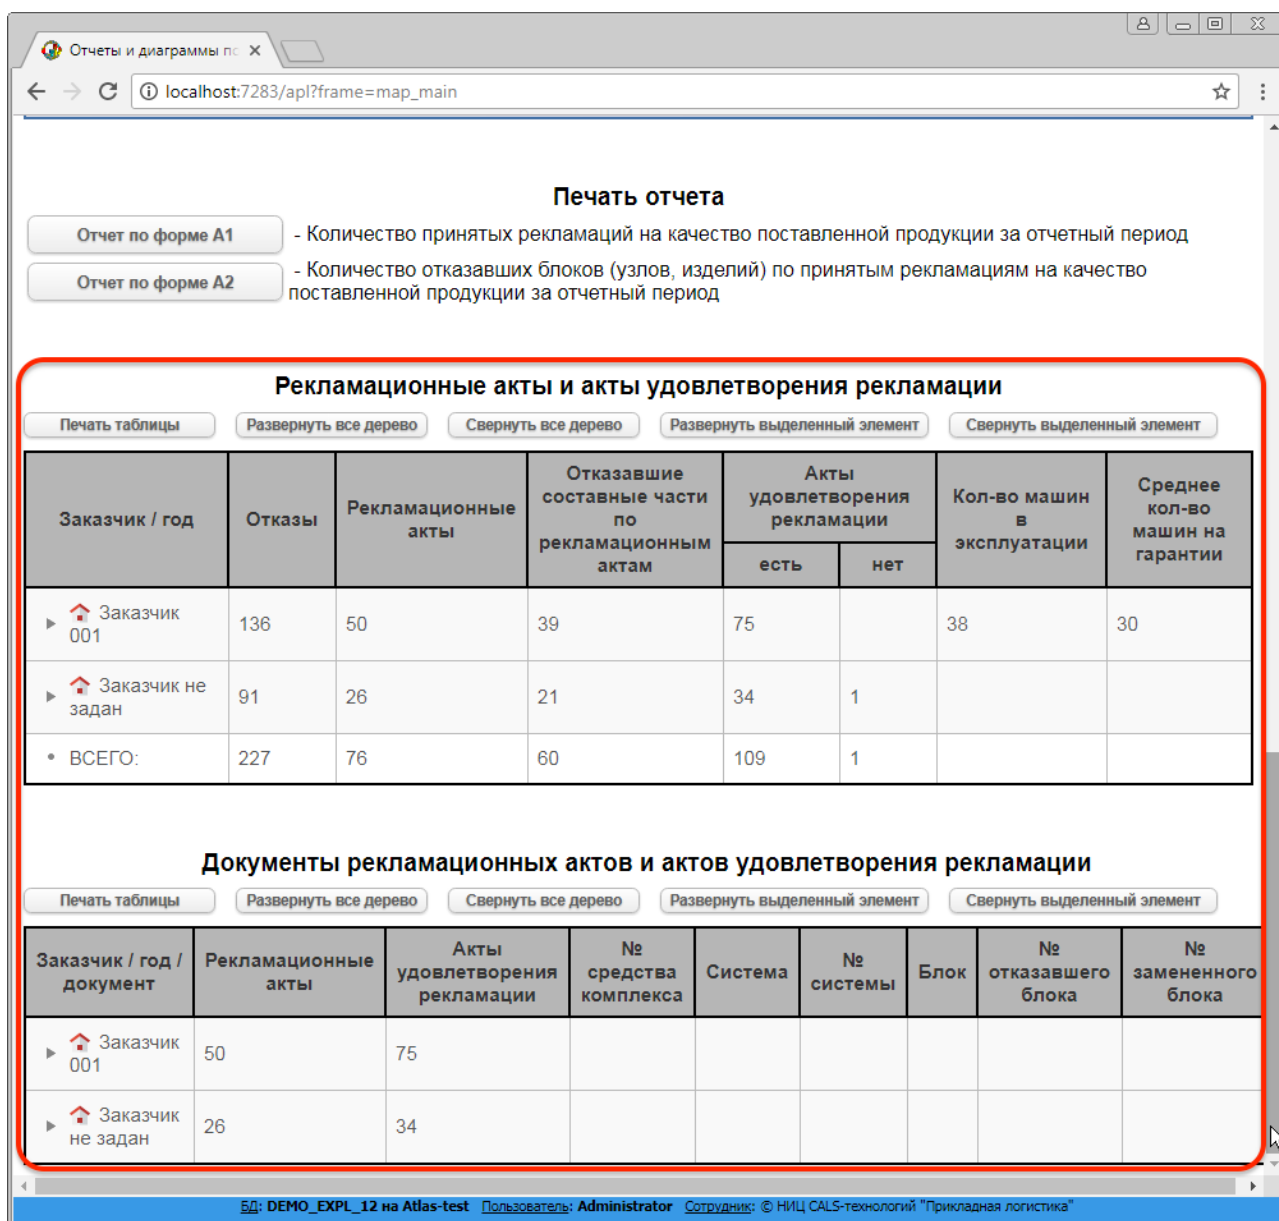 Отчеты и диаграммы по
localhost:7283/apl?frame=map_main
Печать отчета
Отчет по форме А1 - Количество принятых рекламаций на качество поставленной продукции за отчетный период
Отчет по форме А2 - Количество отказавших блоков (узлов, изделий) по принятым рекламациям на качество
поставленной продукции за отчетный период
Рекламационные акты и акты удовлетворения рекламации
Печать таблицы Развернуть все дерево Свернуть все дерево Развернуть выделенный элемент Свернуть выделенный элемент
Заказчик / год
Отказы
Рекламационные
акты
Отказавшие
составные части
по
рекламационным
актам
Акты
удовлетворения
рекламации
есть нет
Кол-во машин
в
эксплуатации
Среднее
кол-во
машин на
гарантии
Заказчик
001
136 50 39 75 38 30
Заказчик не
задан
91 26 21 34 1
ВСЕГО: 227 76 60 109 1
Документы рекламационных актов и актов удовлетворения рекламации
Печать таблицы Развернуть все дерево Свернуть все дерево Развернуть выделенный элемент Свернуть выделенный элемент
Заказчик / год /
документ
Рекламационные
акты
Акты
удовлетворения
рекламации
№
средства
комплекса
Система
№
системы
Блок
№
отказавшего
блока
№
замененного
блока
Заказчик
001
50 75
Заказчик
не задан
26 34
БД: DEMO_EXPL_12 на Atlas-test Пользователь: Administrator Сотрудник: © НИЦ CALS-технологий "Прикладная логистика"